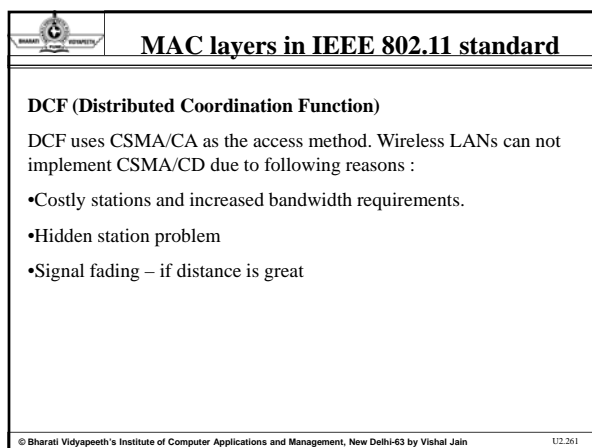 BHARATI VIDYAPEETH
PUNE
MAC layers in IEEE 802.11 standard
DCF (Distributed Coordination Function)
DCF uses CSMA/CA as the access method. Wireless LANs can not
implement CSMA/CD due to following reasons :
•Costly stations and increased bandwidth requirements.
•Hidden station problem
•Signal fading – if distance is great
© Bharati Vidyapeeth's Institute of Computer Applications and Management, New Delhi-63 by Vishal Jain U2.261